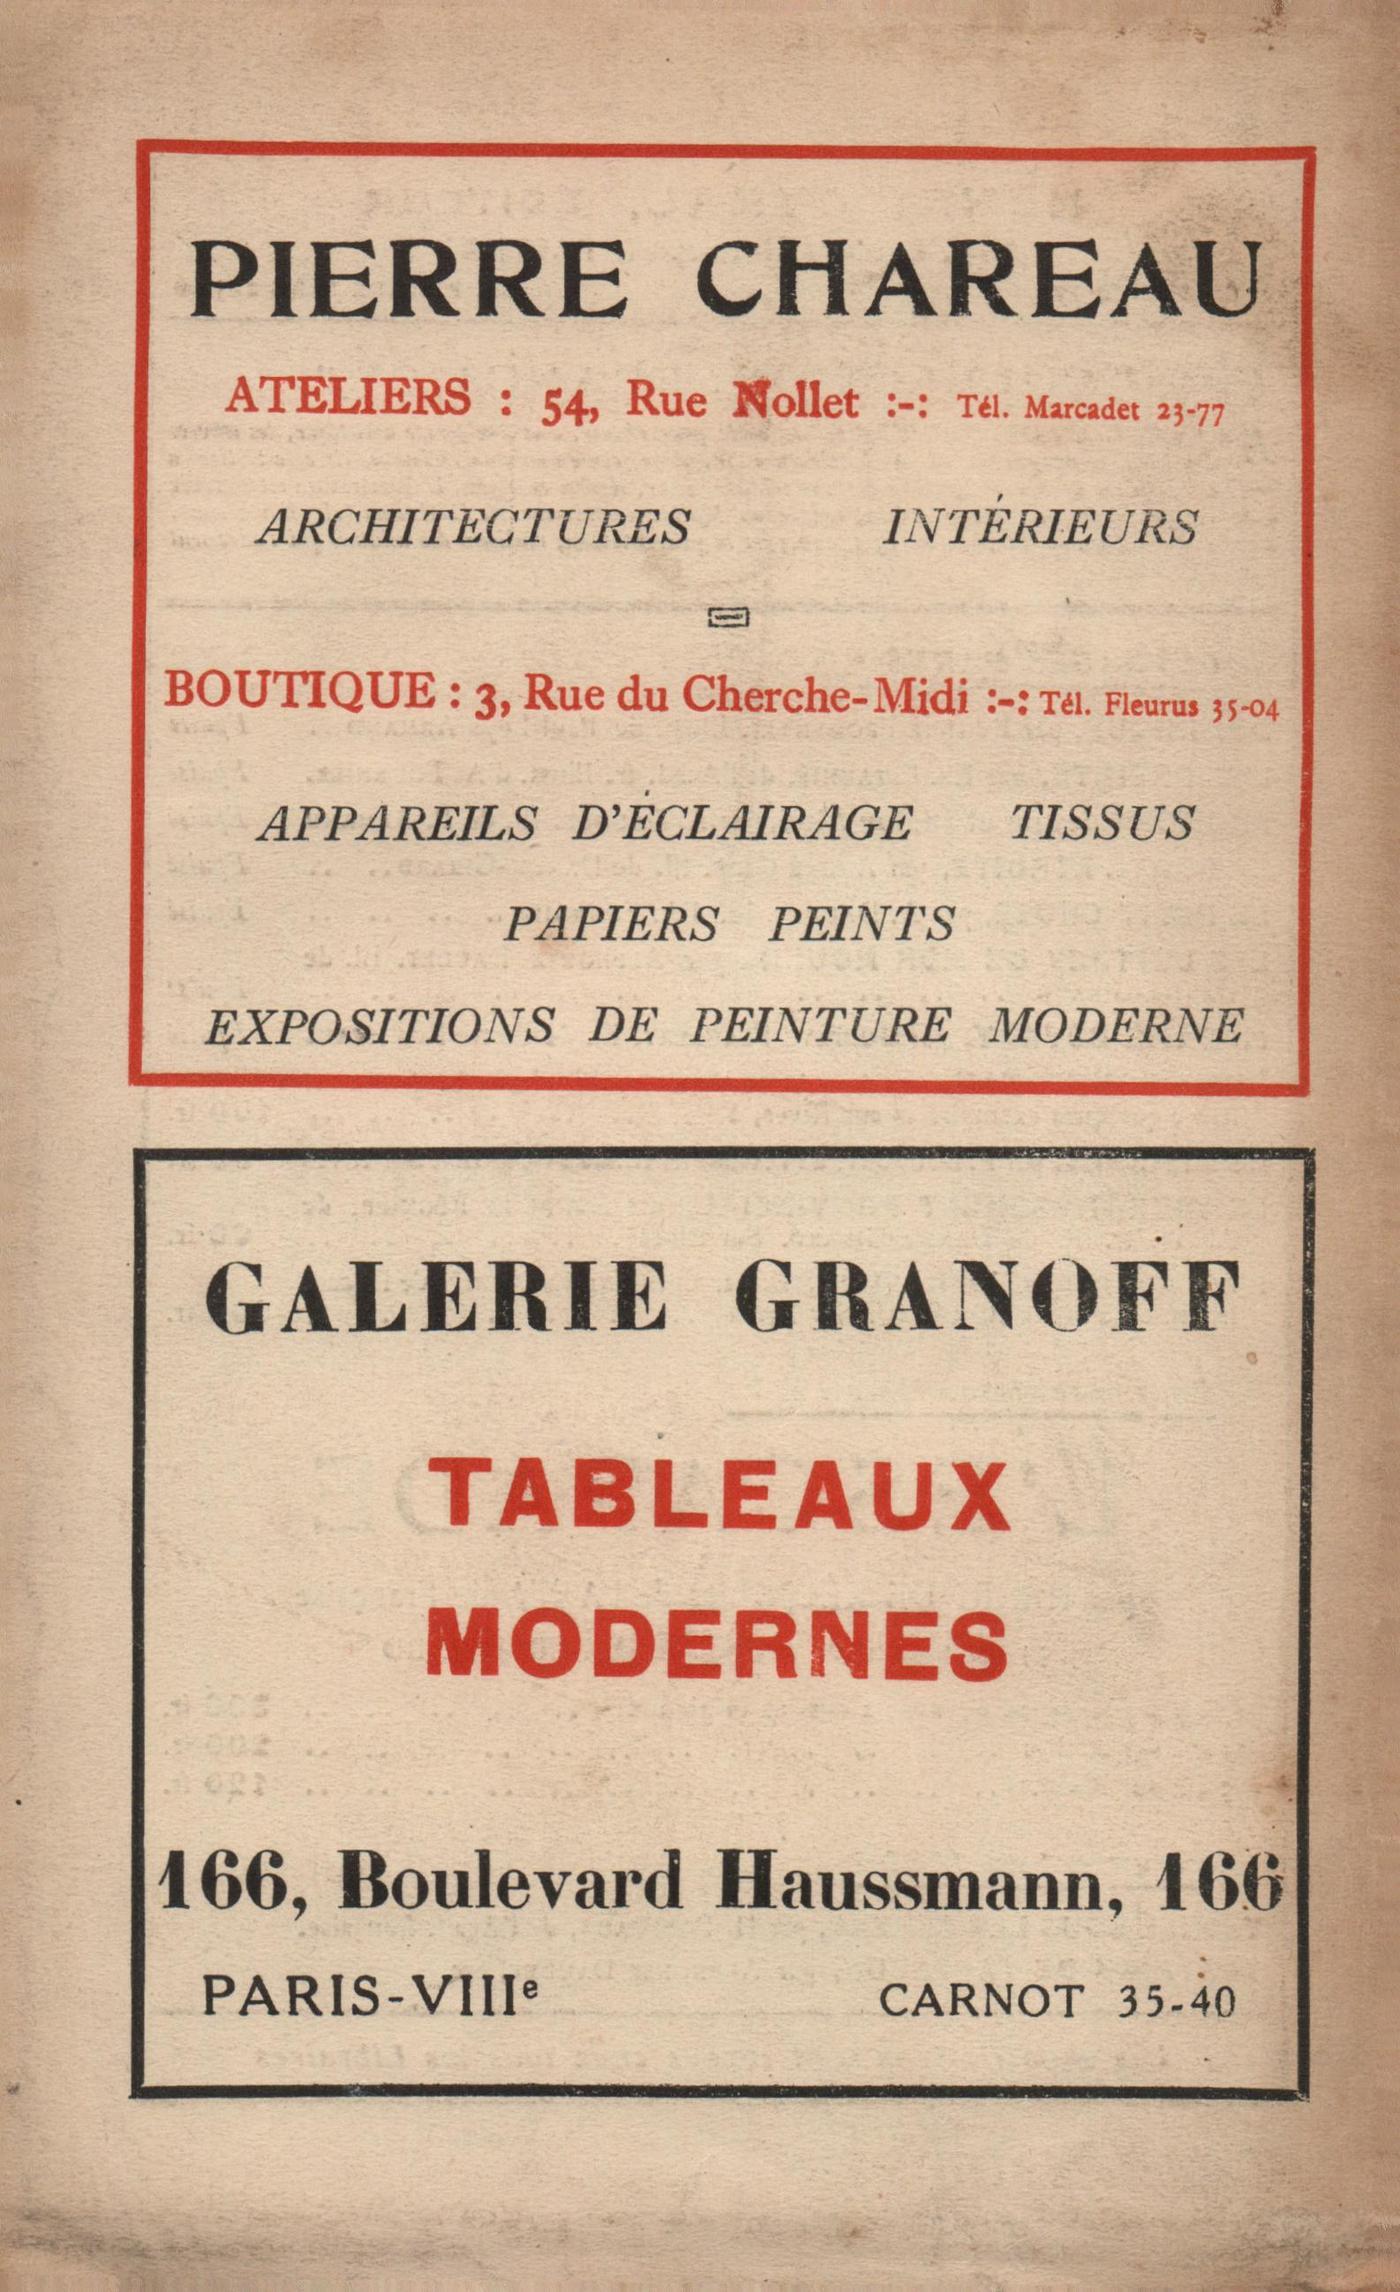 PIERRE CHAREAU
ATELIERS : 54, Rue Nollet :-: Tél. Marcadet 23-77
ARCHITECTURES INTÉRIEURS
BOUTIQUE : 3, Rue du Cherche-Midi :-: Tél. Fleurus 35-04
APPAREILS D'ÉCLAIRAGE TISSUS
PAPIERS PEINTS
EXPOSITIONS DE PEINTURE MODERNE
GALERIE GRANOFF
TABLEAUX
MODERNES
166, Boulevard Haussmann, 166
PARIS-VIIIᵉ CARNOT 35-40